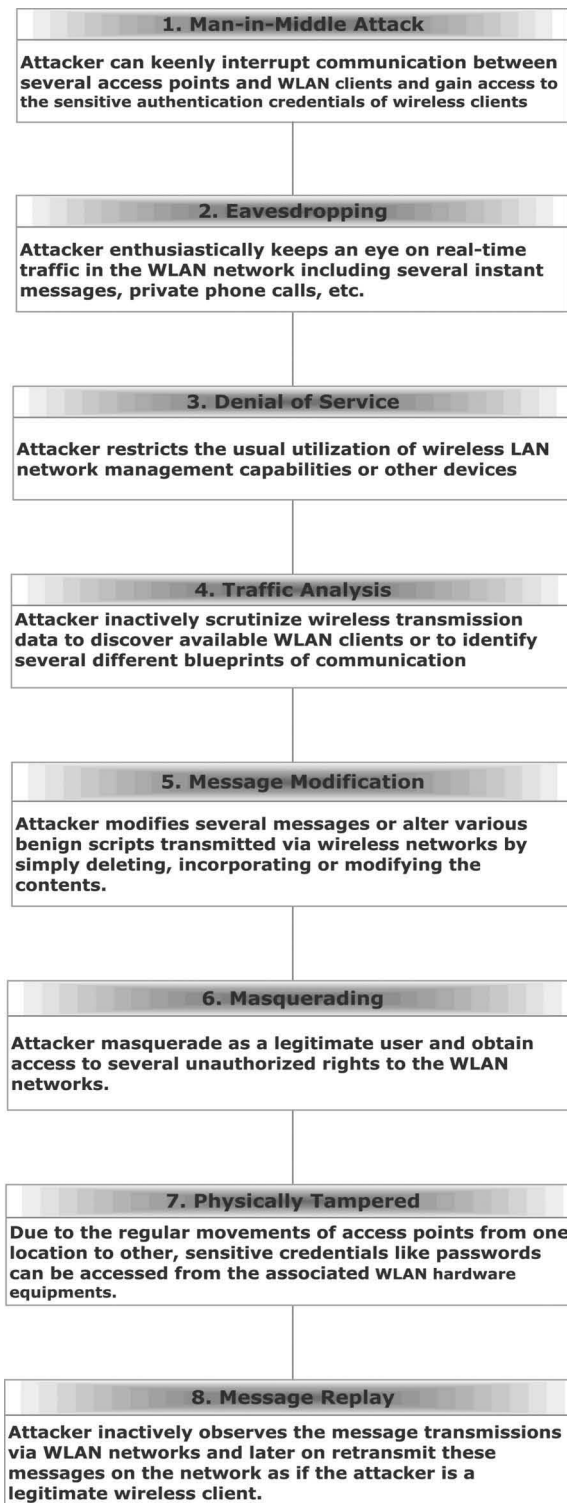 1. Man-in-Middle Attack
Attacker can keenly interrupt communication between
several access points and WLAN clients and gain access to
the sensitive authentication credentials of wireless clients
2. Eavesdropping
Attacker enthusiastically keeps an eye on real-time
traffic in the WLAN network including several instant
messages, private phone calls, etc.
3. Denial of Service
Attacker restricts the usual utilization of wireless LAN
network management capabilities or other devices
4. Traffic Analysis
Attacker inactively scrutinize wireless transmission
data to discover available WLAN clients or to identify
several different blueprints of communication
5. Message Modification
Attacker modifies several messages or alter various
benign scripts transmitted via wireless networks by
simply deleting, incorporating or modifying the
contents.
6. Masquerading
Attacker masquerade as a legitimate user and obtain
access to several unauthorized rights to the WLAN
networks.
7. Physically Tampered
Due to the regular movements of access points from one
location to other, sensitive credentials like passwords
can be accessed from the associated WLAN hardware
equipments.
8. Message Replay
Attacker inactively observes the message transmissions
via WLAN networks and later on retransmit these
messages on the network as if the attacker is a
legitimate wireless client.